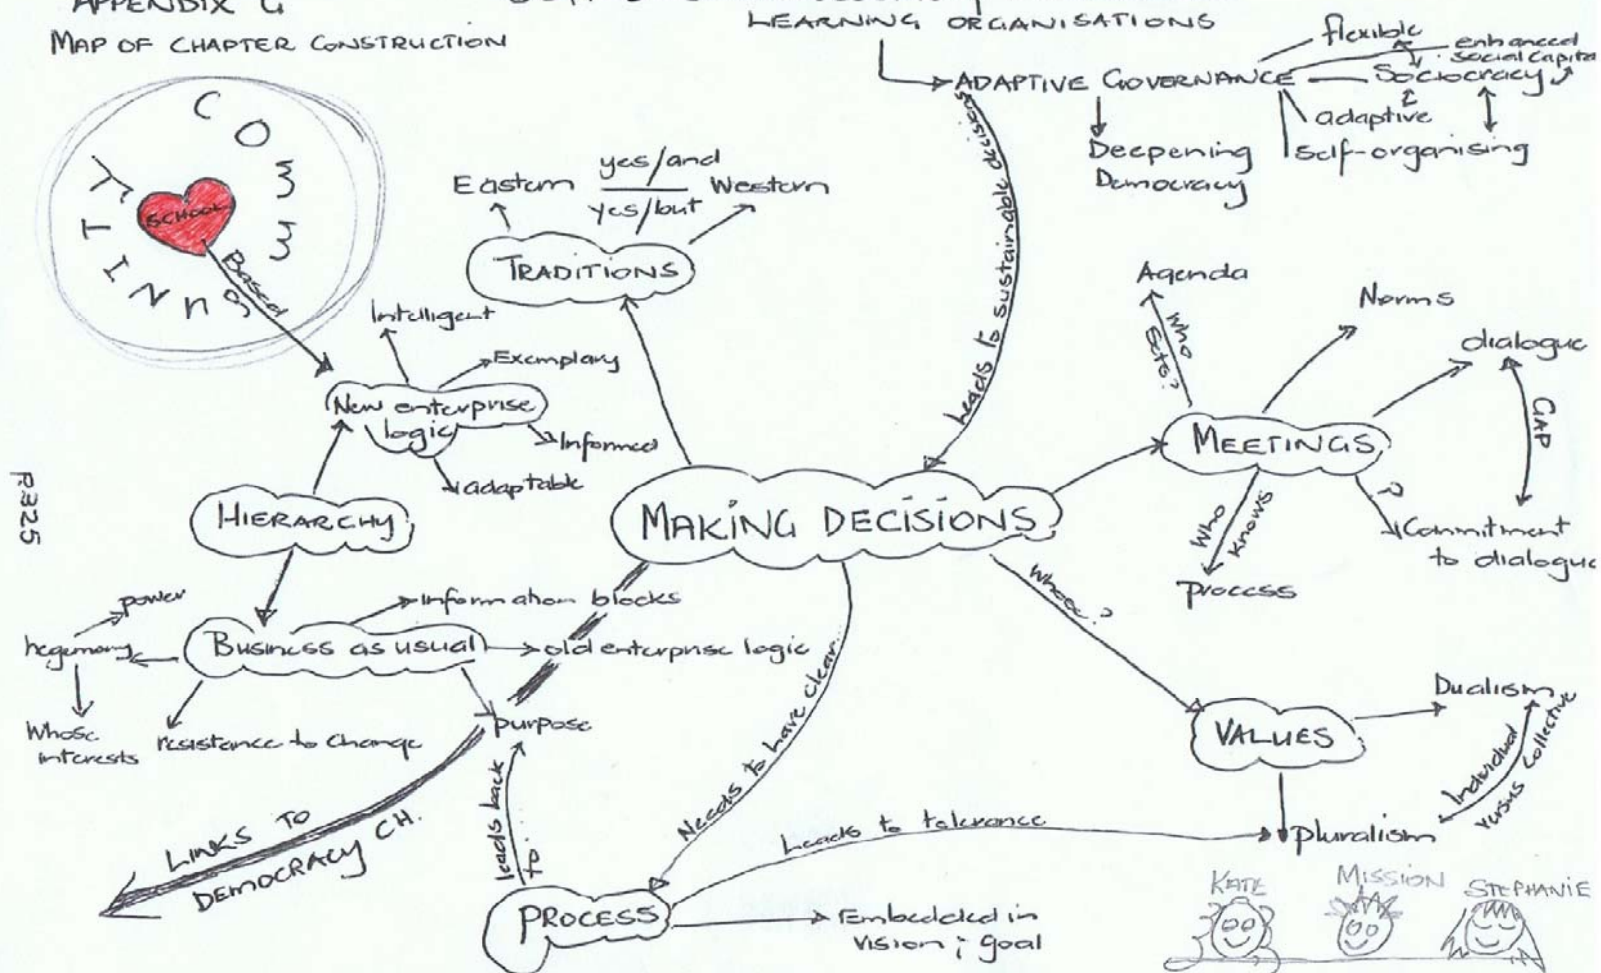 APPENDIX G
MAP OF CHAPTER CONSTRUCTION
LEARNING ORGANISATIONS
ADAPTIVE GOVERNANCE
flexible
enhanced
social capital
Sociocracy
adaptive
self-organising
Deepening
Democracy
Leads to sustainable decisions
COMMUNITY
SCHOOL
Based
Eastern
yes/and
yes/but
Western
TRADITIONS
Intelligent
Exemplary
New enterprise
logic
Informed
adaptable
HIERARCHY
P325
MAKING DECISIONS
Agenda
Who
sets?
Norms
dialogue
GAP
MEETINGS
?
Commitment
to dialogue
Who
knows
Process
power
hegemony
Whose
interests
Business as usual
Information blocks
old enterprise logic
resistance to change
purpose
Whose?
VALUES
Dualism
Individual
versus collective
pluralism
Needs to have clear...
leads back
to...
Leads to tolerance
LINKS TO
DEMOCRACY CH.
PROCESS
Embedded in
vision; goal
KATE
MISSION
STEPHANIE